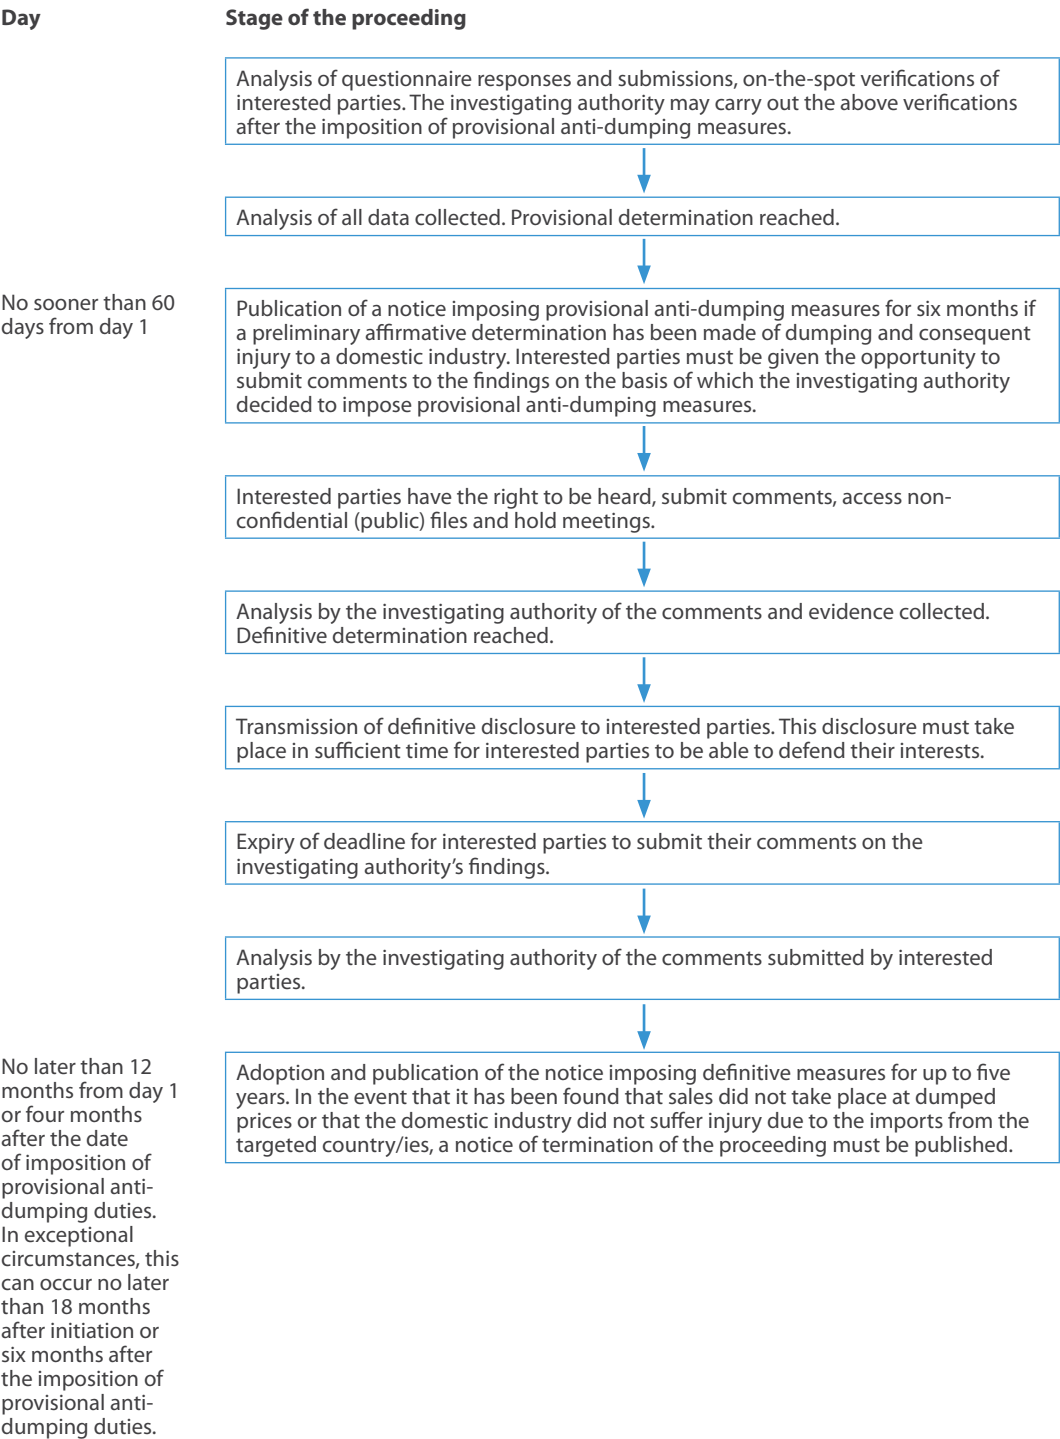 Day
Stage of the proceeding
Analysis of questionnaire responses and submissions, on-the-spot verifications of
interested parties. The investigating authority may carry out the above verifications
after the imposition of provisional anti-dumping measures.
Analysis of all data collected. Provisional determination reached.
No sooner than 60
days from day 1
Publication of a notice imposing provisional anti-dumping measures for six months if
a preliminary affirmative determination has been made of dumping and consequent
injury to a domestic industry. Interested parties must be given the opportunity to
submit comments to the findings on the basis of which the investigating authority
decided to impose provisional anti-dumping measures.
Interested parties have the right to be heard, submit comments, access non-
confidential (public) files and hold meetings.
Analysis by the investigating authority of the comments and evidence collected.
Definitive determination reached.
Transmission of definitive disclosure to interested parties. This disclosure must take
place in sufficient time for interested parties to be able to defend their interests.
Expiry of deadline for interested parties to submit their comments on the
investigating authority's findings.
Analysis by the investigating authority of the comments submitted by interested
parties.
No later than 12
months from day 1
or four months
after the date
of imposition of
provisional anti-
dumping duties.
In exceptional
circumstances, this
can occur no later
than 18 months
after initiation or
six months after
the imposition of
provisional anti-
dumping duties.
Adoption and publication of the notice imposing definitive measures for up to five
years. In the event that it has been found that sales did not take place at dumped
prices or that the domestic industry did not suffer injury due to the imports from the
targeted country/ies, a notice of termination of the proceeding must be published.